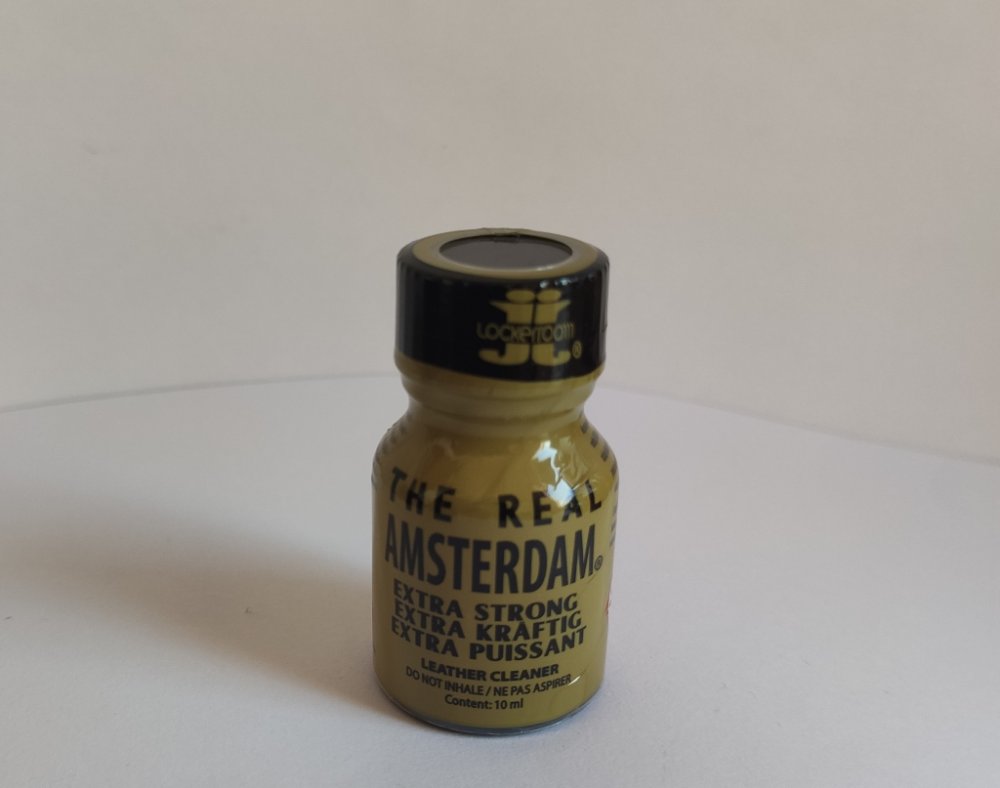 LOCKERROOM®
THE REAL
AMSTERDAM®
EXTRA STRONG
EXTRA KRAFTIG
EXTRA PUISSANT
LEATHER CLEANER
DO NOT INHALE / NE PAS ASPIRER
Content: 10 ml